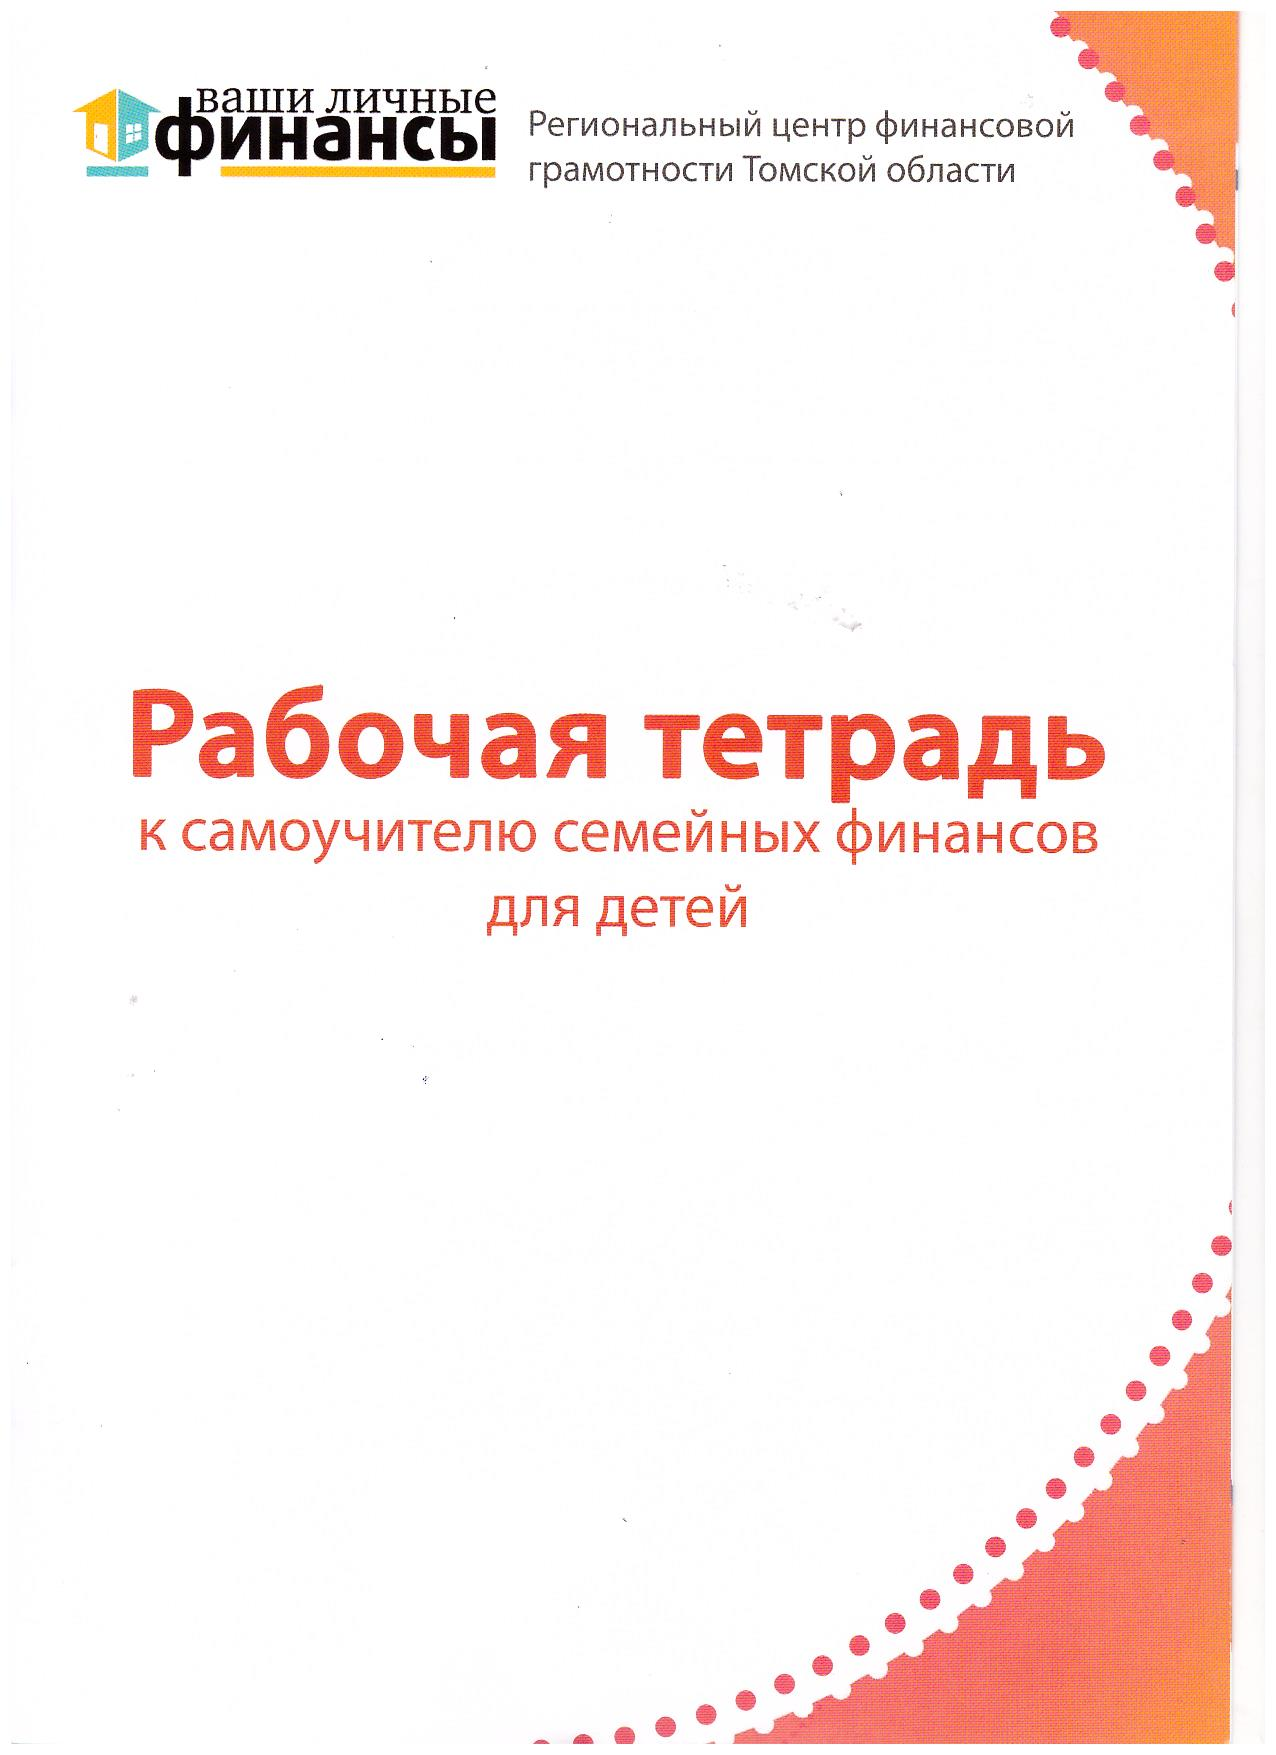 ваши личные
финансы
Региональный центр финансовой
грамотности Томской области
Рабочая тетрадь
к самоучителю семейных финансов
для детей